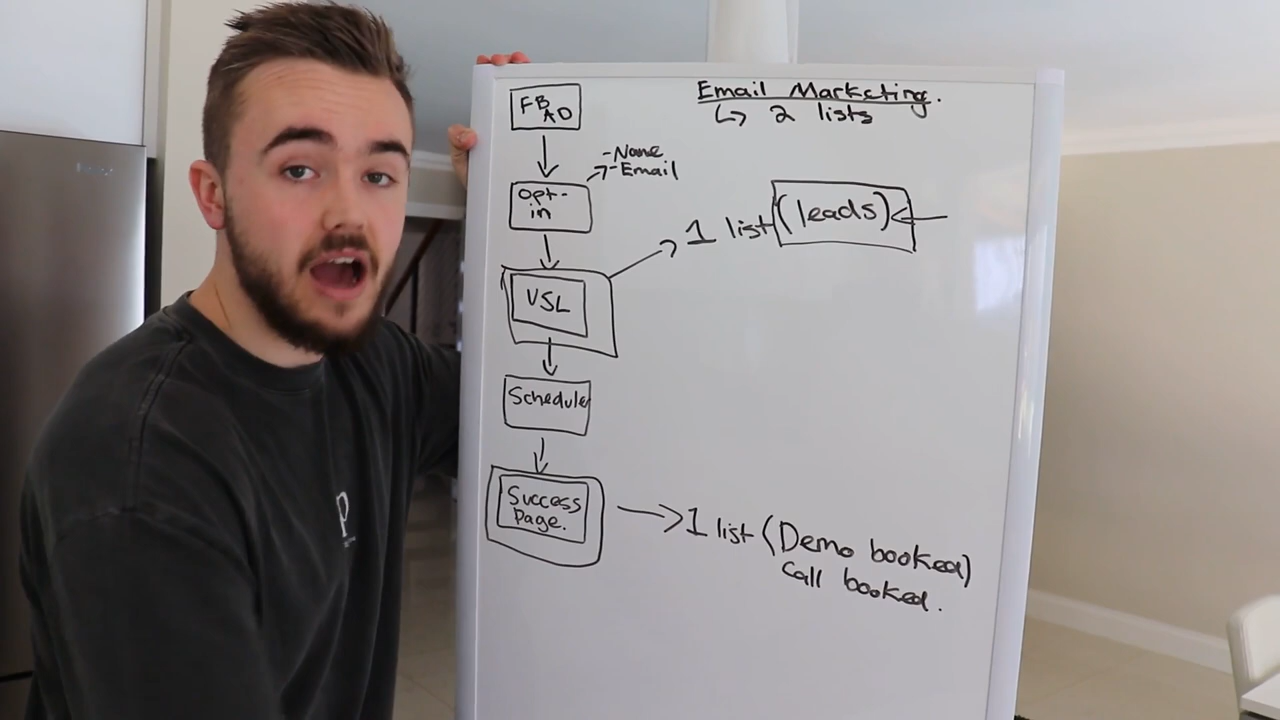 Email Marketing.
↳ 2 lists
FB AD
- Name
- Email
Opt-
in
1 list (leads)
VSL
Schedule
Success
Page.
1 list (Demo booked)
Call booked.
P